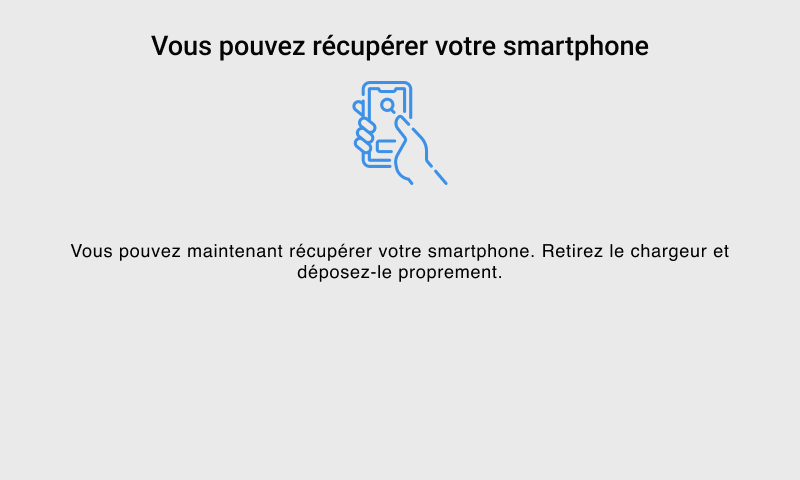 Vous pouvez récupérer votre smartphone
Vous pouvez maintenant récupérer votre smartphone. Retirez le chargeur et
déposez-le proprement.